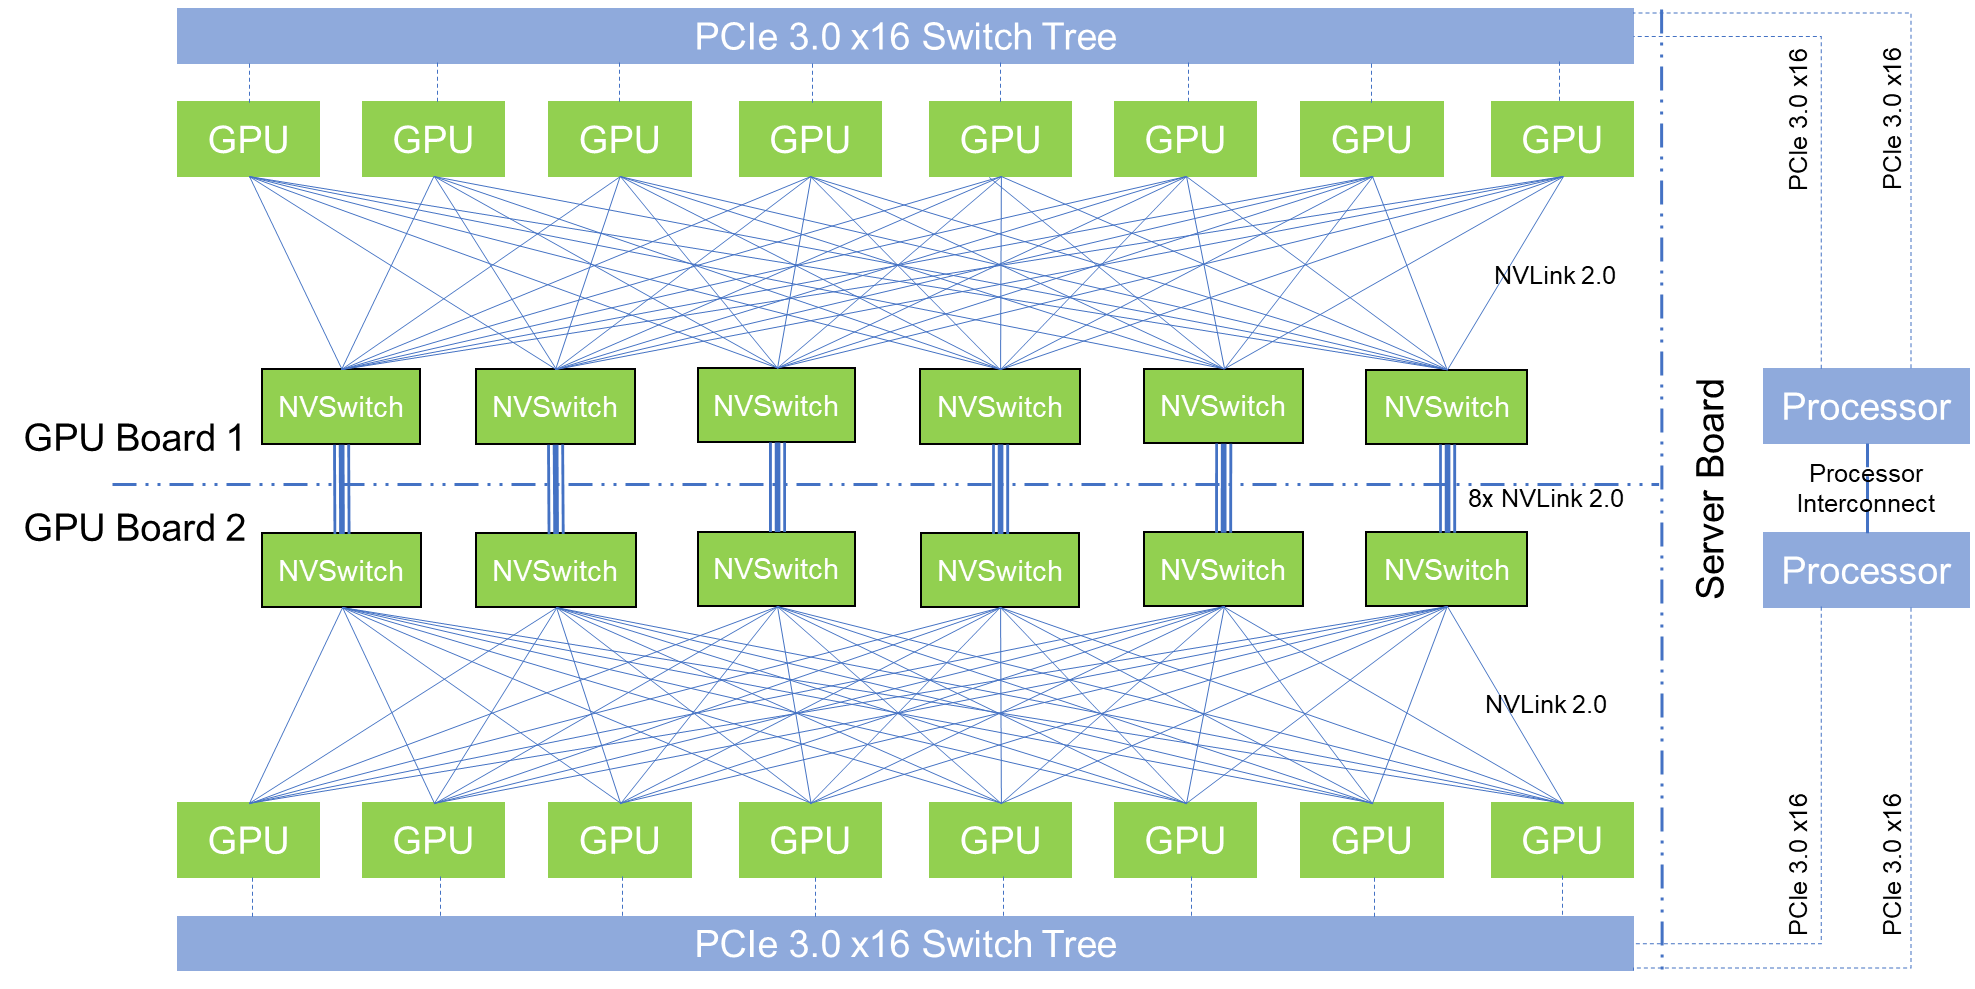 PCIe 3.0 x16 Switch Tree
PCIe 3.0 x16
PCIe 3.0 x16
GPU
GPU
GPU
GPU
GPU
GPU
GPU
GPU
NVLink 2.0
NVSwitch
NVSwitch
NVSwitch
NVSwitch
NVSwitch
NVSwitch
Processor
GPU Board 1
Server Board
Processor
Interconnect
8x NVLink 2.0
GPU Board 2
NVSwitch
NVSwitch
NVSwitch
NVSwitch
NVSwitch
NVSwitch
Processor
NVLink 2.0
GPU
GPU
GPU
GPU
GPU
GPU
GPU
GPU
PCIe 3.0 x16
PCIe 3.0 x16
PCIe 3.0 x16 Switch Tree